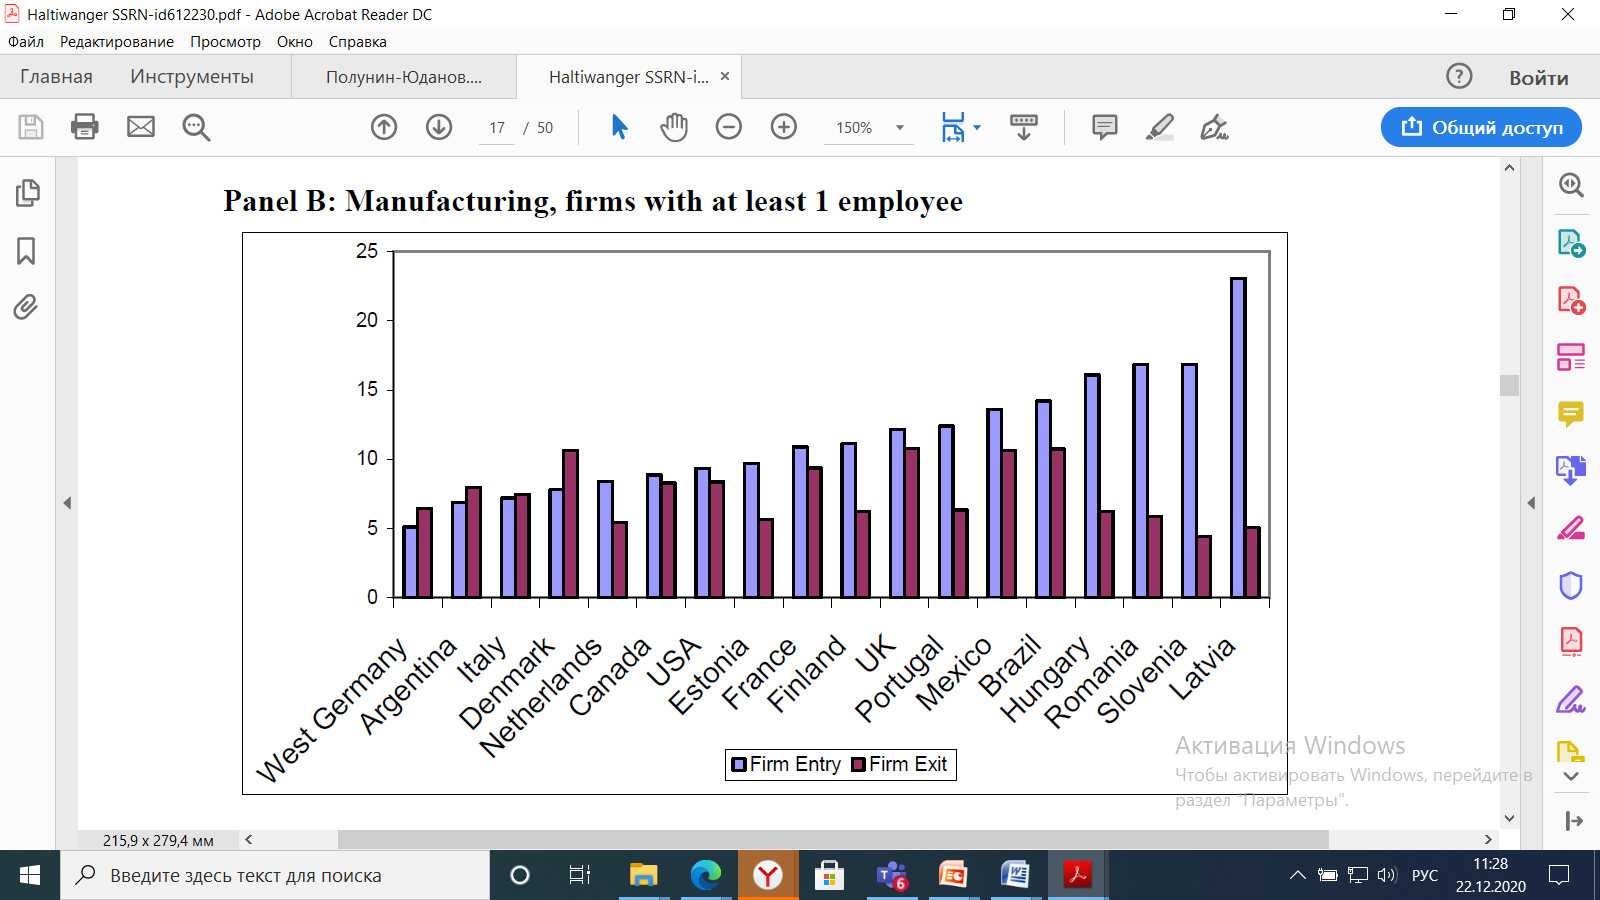 Haltiwanger SSRN-id612230.pdf - Adobe Acrobat Reader DC
Файл Редактирование Просмотр Окно Справка
Главная Инструменты Полунин-Юданов.... Haltiwanger SSRN-i... Войти
17 / 50 150% Общий доступ
Panel B: Manufacturing, firms with at least 1 employee
25
20
15
10
5
0
West Germany
Argentina
Italy
Denmark
Netherlands
Canada
USA
Estonia
France
Finland
UK
Portugal
Mexico
Brazil
Hungary
Romania
Slovenia
Latvia
Firm Entry Firm Exit
Активация Windows
Чтобы активировать Windows, перейдите в
раздел "Параметры".
215,9 x 279,4 мм
Введите здесь текст для поиска
6
РУС
11:28
22.12.2020